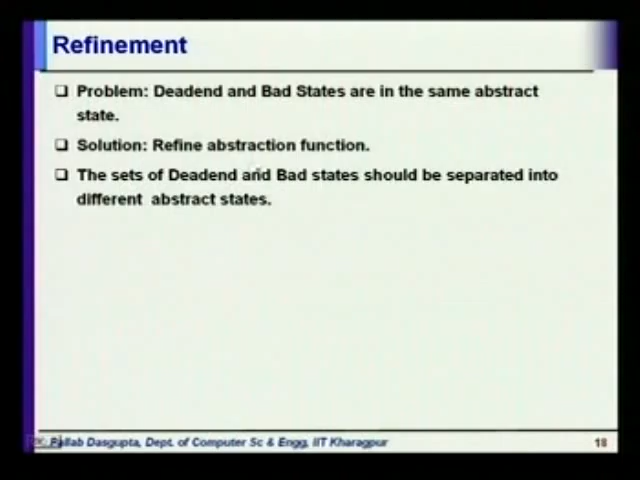 Refinement
❑ Problem: Deadend and Bad States are in the same abstract
state.
❑ Solution: Refine abstraction function.
❑ The sets of Deadend and Bad states should be separated into
different abstract states.
Pallab Dasgupta, Dept. of Computer Sc & Engg, IIT Kharagpur
18